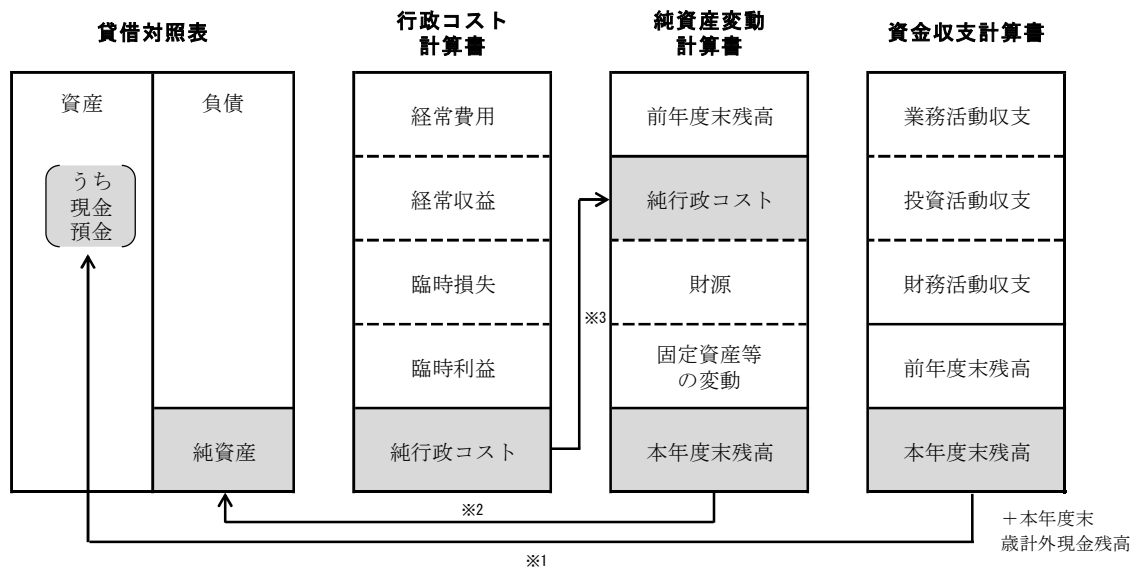 貸借対照表
資産
負債
うち
現金
預金
純資産
行政コスト
計算書
経常費用
経常収益
臨時損失
臨時利益
純行政コスト
※3
純資産変動
計算書
前年度末残高
純行政コスト
財源
固定資産等
の変動
本年度末残高
資金収支計算書
業務活動収支
投資活動収支
財務活動収支
前年度末残高
本年度末残高
※2
※1
＋本年度末
歳計外現金残高